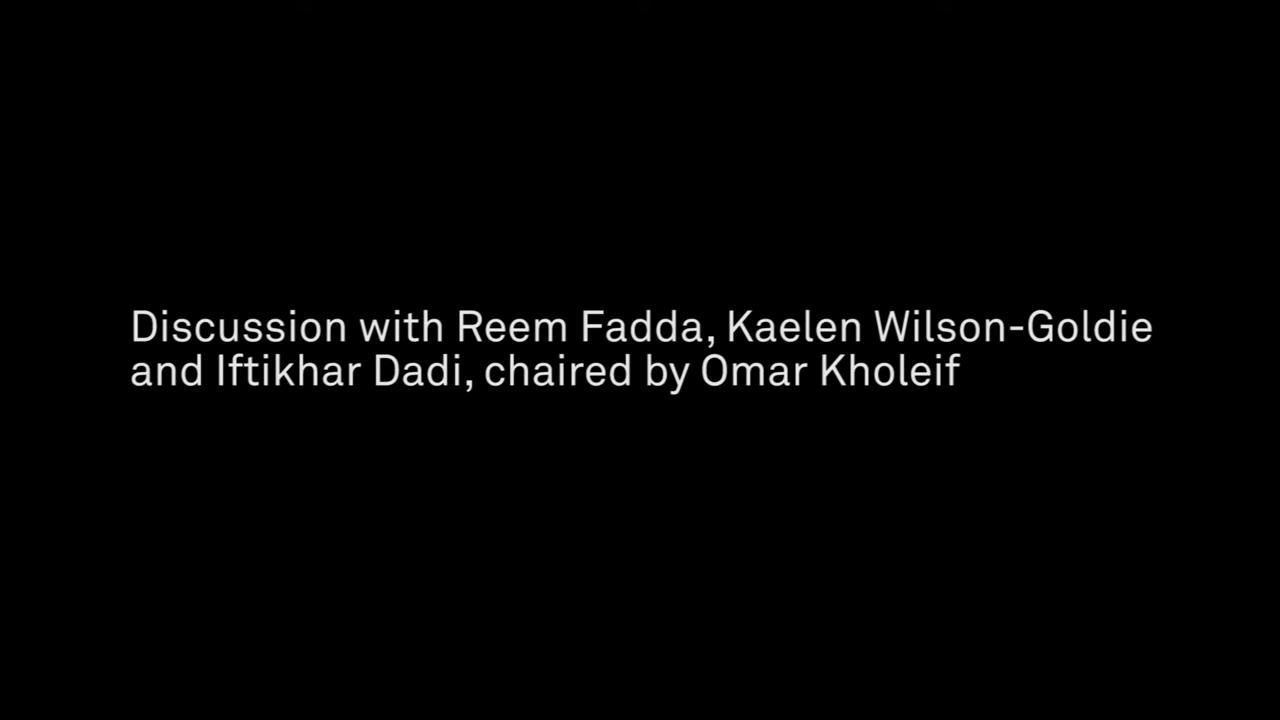 Discussion with Reem Fadda, Kaelen Wilson-Goldie
and Iftikhar Dadi, chaired by Omar Kholeif